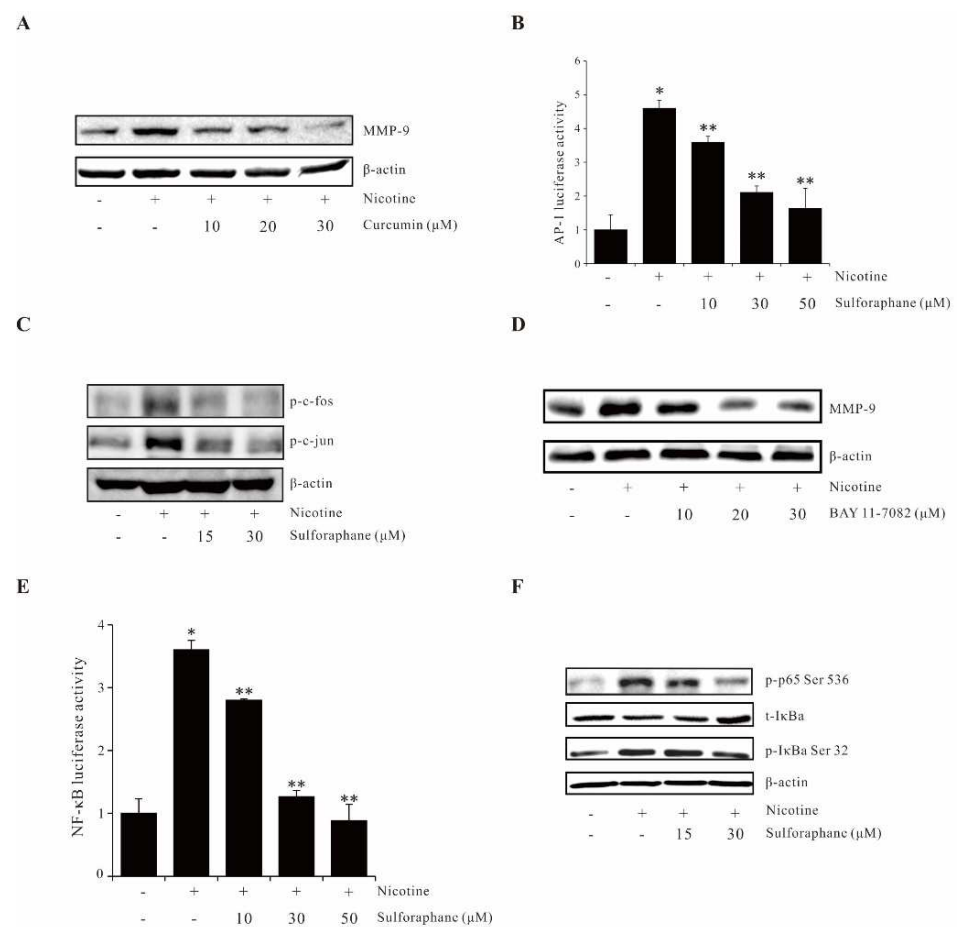 A
MMP-9
β-actin
- + + + + Nicotine
- - 10 20 30 Curcumin (μM)
B
6
5
4
3
2
1
0
AP-1 luciferase activity
* ** ** **
- + + + + Nicotine
- - 10 30 50 Sulforaphane (μM)
C
p-c-fos
p-c-jun
β-actin
- + + + Nicotine
- - 15 30 Sulforaphane (μM)
D
MMP-9
β-actin
- + + + + Nicotine
- - 10 20 30 BAY 11-7082 (μM)
E
4
3
2
1
0
NF-κB luciferase activity
* ** ** **
- + + + + Nicotine
- - 10 30 50 Sulforaphane (μM)
F
p-p65 Ser 536
t-IκBa
p-IκBa Ser 32
β-actin
- + + + Nicotine
- - 15 30 Sulforaphane (μM)